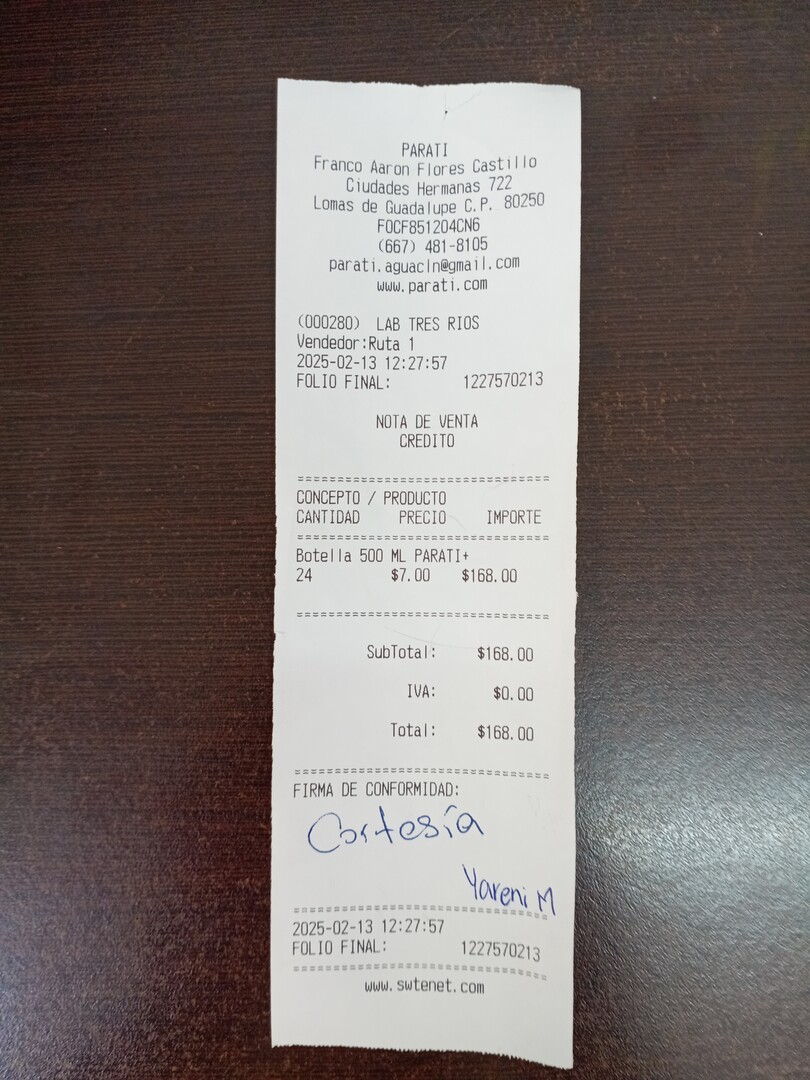 PARATI
Franco Aaron Flores Castillo
Ciudades Hermanas 722
Lomas de Guadalupe C.P. 80250
FOCF851204CN6
(667) 481-8105
parati.aguacln@gmail.com
www.parati.com
(000280) LAB TRES RIOS
Vendedor:Ruta 1
2025-02-13 12:27:57
FOLIO FINAL: 1227570213
NOTA DE VENTA
CREDITO
==============================
CONCEPTO / PRODUCTO
CANTIDAD PRECIO IMPORTE
==============================
Botella 500 ML PARATI+
24 $7.00 $168.00
==============================
SubTotal: $168.00
IVA: $0.00
Total: $168.00
==============================
FIRMA DE CONFORMIDAD:
Cortesía
Yareni M
==============================
2025-02-13 12:27:57
FOLIO FINAL: 1227570213
==============================
www.swtenet.com